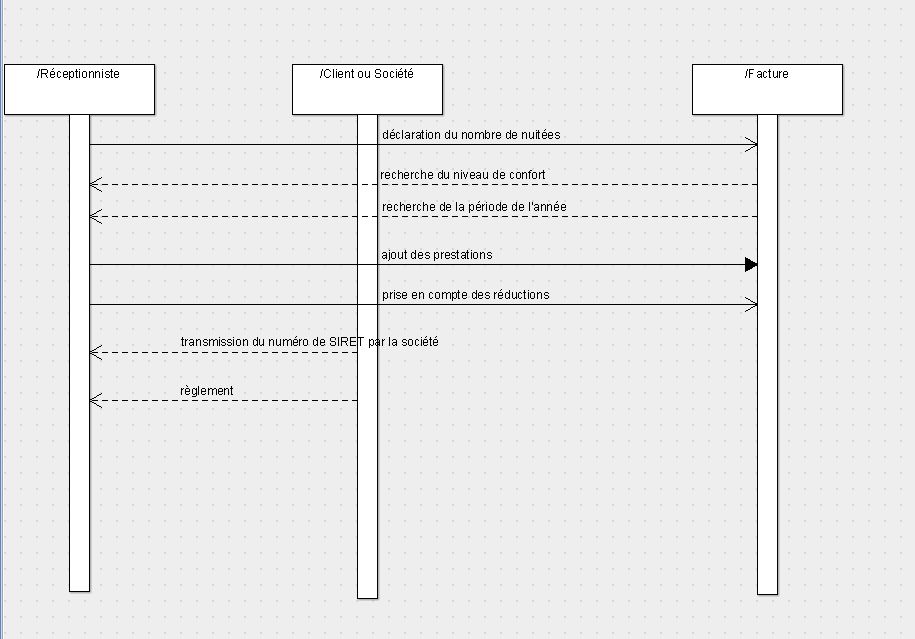 /Réceptionniste
/Client ou Société
/Facture
déclaration du nombre de nuitées
recherche du niveau de confort
recherche de la période de l'année
ajout des prestations
prise en compte des réductions
transmission du numéro de SIRET par la société
règlement